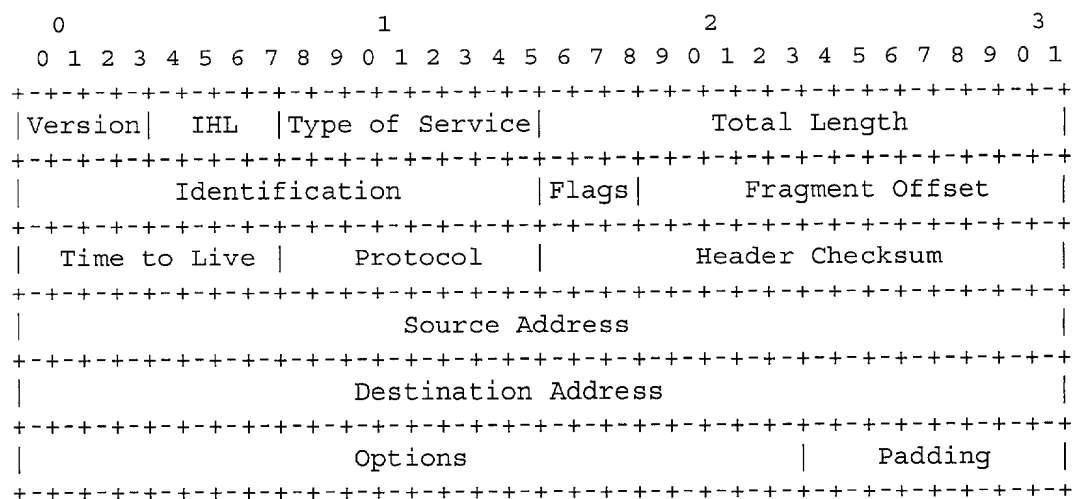 0 1 2 3
0 1 2 3 4 5 6 7 8 9 0 1 2 3 4 5 6 7 8 9 0 1 2 3 4 5 6 7 8 9 0 1
+-+-+-+-+-+-+-+-+-+-+-+-+-+-+-+-+-+-+-+-+-+-+-+-+-+-+-+-+-+-+-+-+
|Version| IHL |Type of Service| Total Length |
+-+-+-+-+-+-+-+-+-+-+-+-+-+-+-+-+-+-+-+-+-+-+-+-+-+-+-+-+-+-+-+-+
| Identification |Flags| Fragment Offset |
+-+-+-+-+-+-+-+-+-+-+-+-+-+-+-+-+-+-+-+-+-+-+-+-+-+-+-+-+-+-+-+-+
| Time to Live | Protocol | Header Checksum |
+-+-+-+-+-+-+-+-+-+-+-+-+-+-+-+-+-+-+-+-+-+-+-+-+-+-+-+-+-+-+-+-+
| Source Address |
+-+-+-+-+-+-+-+-+-+-+-+-+-+-+-+-+-+-+-+-+-+-+-+-+-+-+-+-+-+-+-+-+
| Destination Address |
+-+-+-+-+-+-+-+-+-+-+-+-+-+-+-+-+-+-+-+-+-+-+-+-+-+-+-+-+-+-+-+-+
| Options | Padding |
+-+-+-+-+-+-+-+-+-+-+-+-+-+-+-+-+-+-+-+-+-+-+-+-+-+-+-+-+-+-+-+-+